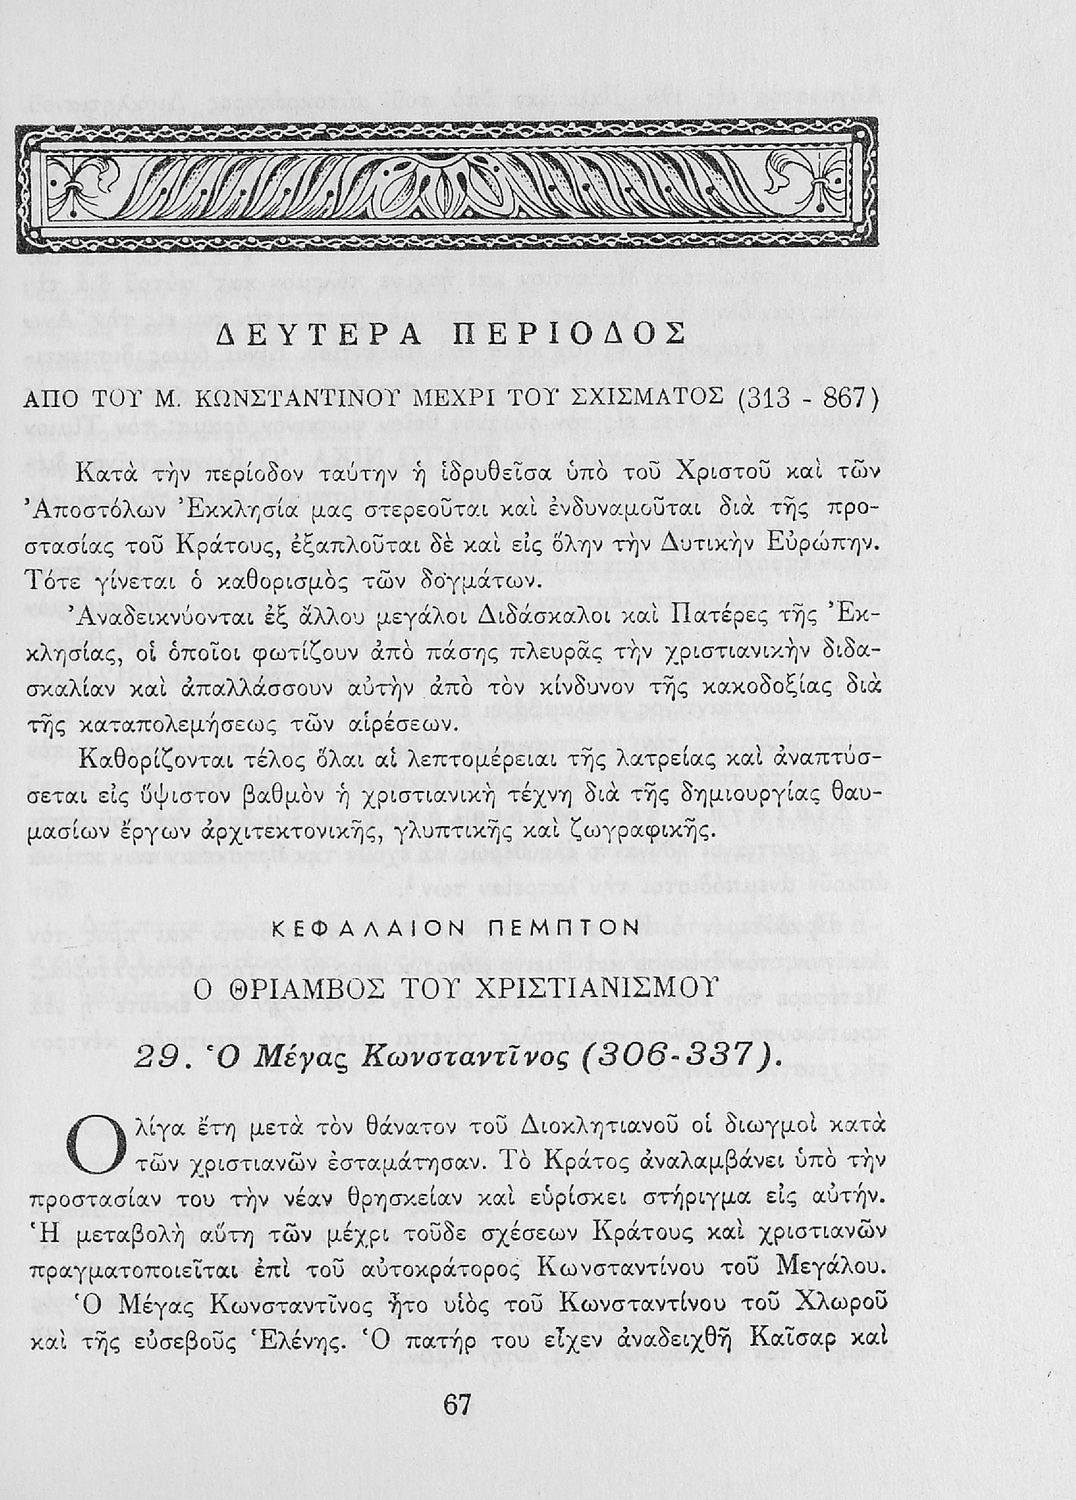 ΔΕΥΤΕΡΑ ΠΕΡΙΟΔΟΣ
ΑΠΟ ΤΟΥ Μ. ΚΩΝΣΤΑΝΤΙΝΟΥ ΜΕΧΡΙ ΤΟΥ ΣΧΙΣΜΑΤΟΣ (313 - 867)
Κατὰ τὴν περίοδον ταύτην ἡ ἱδρυθεῖσα ὑπὸ τοῦ Χριστοῦ καὶ τῶν
Ἀποστόλων Ἐκκλησία μας στερεοῦται καὶ ἐνδυναμοῦται διὰ τῆς προ-
στασίας τοῦ Κράτους, ἐξαπλοῦται δὲ καὶ εἰς ὅλην τὴν Δυτικὴν Εὐρώπην.
Τότε γίνεται ὁ καθορισμὸς τῶν δογμάτων.
Ἀναδεικνύονται ἐξ ἄλλου μεγάλοι Διδάσκαλοι καὶ Πατέρες τῆς Ἐκ-
κλησίας, οἱ ὁποῖοι φωτίζουν ἀπὸ πάσης πλευρᾶς τὴν χριστιανικὴν διδα-
σκαλίαν καὶ ἀπαλλάσσουν αὐτὴν ἀπὸ τὸν κίνδυνον τῆς κακοδοξίας διὰ
τῆς καταπολεμήσεως τῶν αἱρέσεων.
Καθορίζονται τέλος ὅλαι αἱ λεπτομέρειαι τῆς λατρείας καὶ ἀναπτύσ-
σεται εἰς ὕψιστον βαθμὸν ἡ χριστιανικὴ τέχνη διὰ τῆς δημιουργίας θαυ-
μασίων ἔργων ἀρχιτεκτονικῆς, γλυπτικῆς καὶ ζωγραφικῆς.
ΚΕΦΑΛΑΙΟΝ ΠΕΜΠΤΟΝ
Ο ΘΡΙΑΜΒΟΣ ΤΟΥ ΧΡΙΣΤΙΑΝΙΣΜΟΥ
29. Ὁ Μέγας Κωνσταντῖνος (306-337).
Ολίγα ἔτη μετὰ τὸν θάνατον τοῦ Διοκλητιανοῦ οἱ διωγμοὶ κατὰ
τῶν χριστιανῶν ἐσταμάτησαν. Τὸ Κράτος ἀναλαμβάνει ὑπὸ τὴν
προστασίαν του τὴν νέαν θρησκείαν καὶ εὑρίσκει στήριγμα εἰς αὐτήν.
Ἡ μεταβολὴ αὕτη τῶν μέχρι τοῦδε σχέσεων Κράτους καὶ χριστιανῶν
πραγματοποιεῖται ἐπὶ τοῦ αὐτοκράτορος Κωνσταντίνου τοῦ Μεγάλου.
Ὁ Μέγας Κωνσταντῖνος ἦτο υἱὸς τοῦ Κωνσταντίνου τοῦ Χλωροῦ
καὶ τῆς εὐσεβοῦς Ἑλένης. Ὁ πατήρ του εἶχεν ἀναδειχθῆ Καῖσαρ καὶ
67